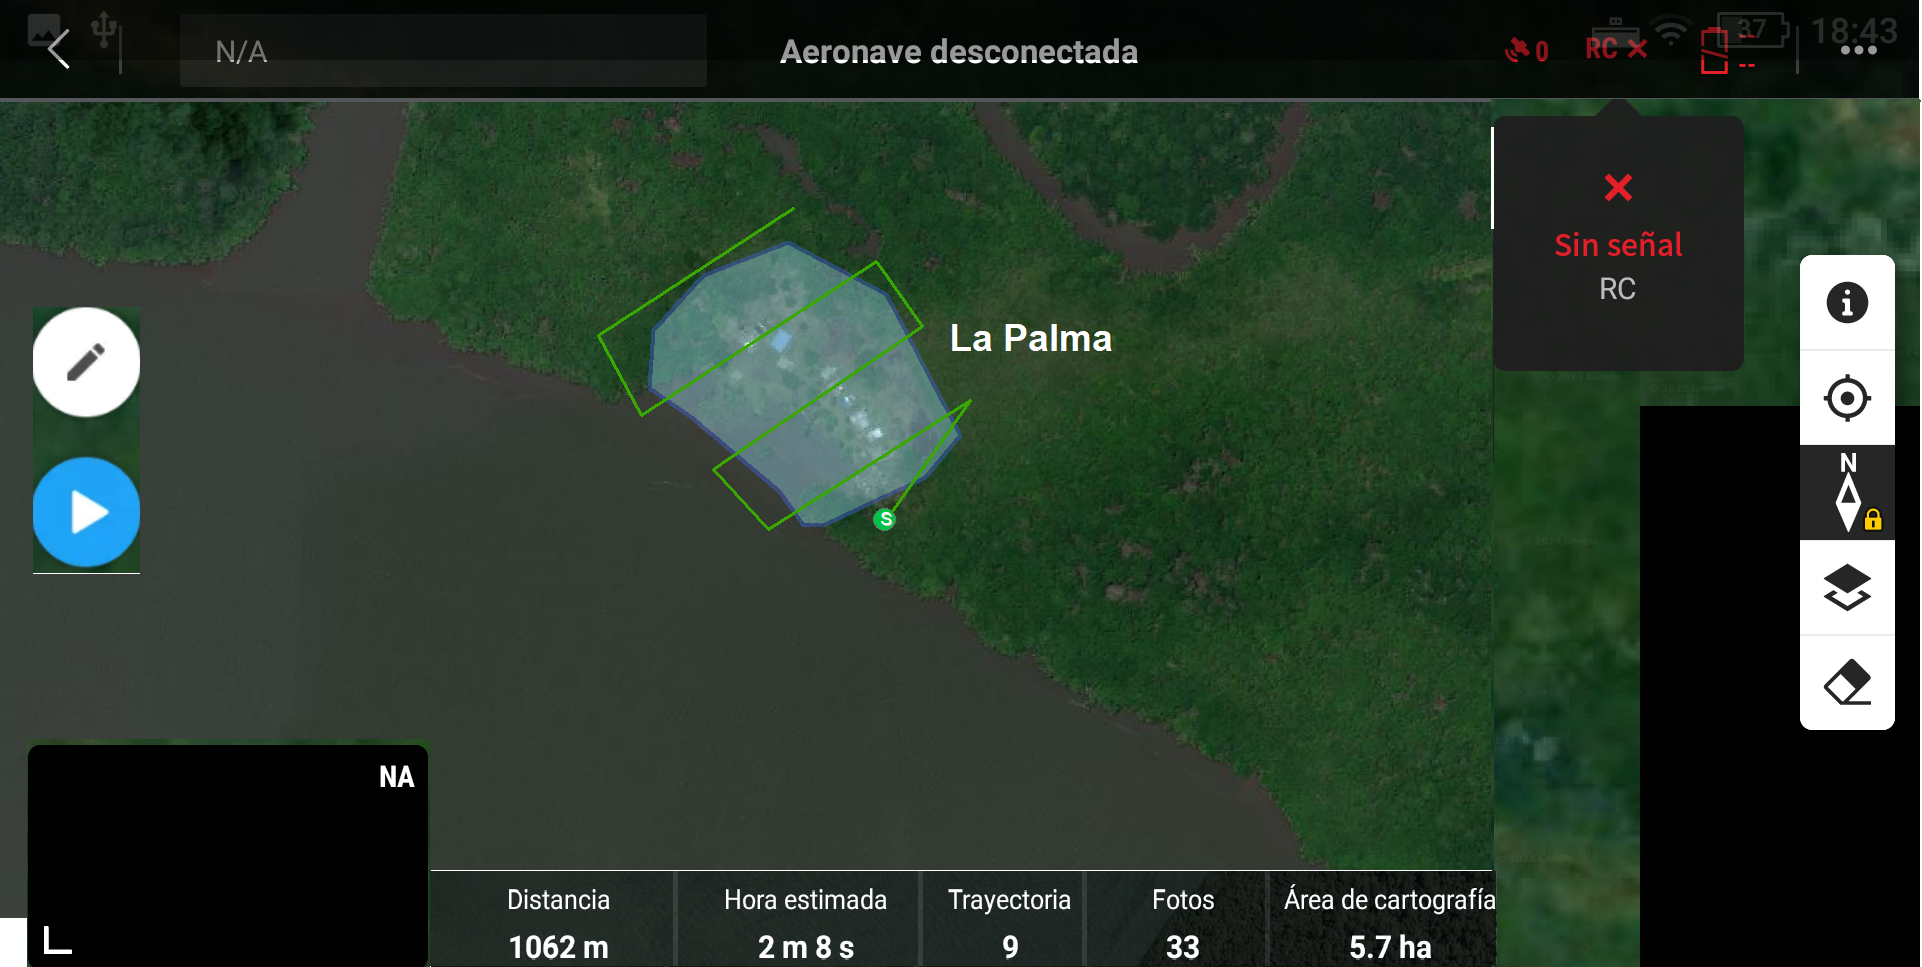 N/A
Aeronave desconectada
0
RC
--
--
37
18:43
Sin señal
RC
La Palma
N
S
NA
Distancia
Hora estimada
Trayectoria
Fotos
Área de cartografía
1062 m
2 m 8 s
9
33
5.7 ha